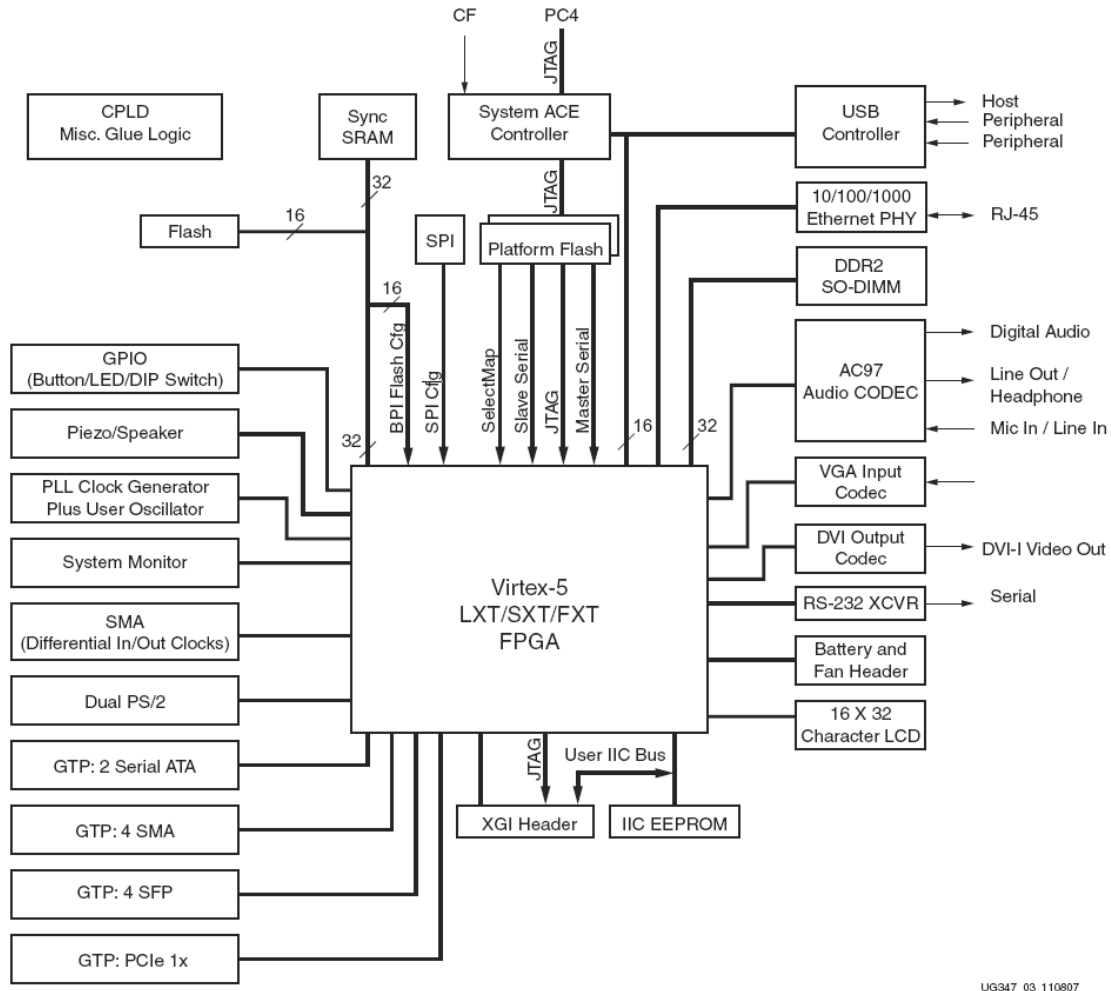 CF
PC4
JTAG
CPLD
Misc. Glue Logic
Sync
SRAM
System ACE
Controller
USB
Controller
Host
Peripheral
Peripheral
32
JTAG
10/100/1000
Ethernet PHY
RJ-45
Flash
16
SPI
Platform Flash
DDR2
SO-DIMM
16
GPIO
(Button/LED/DIP Switch)
BPI Flash Cfg
SPI Cfg
SelectMap
Slave Serial
JTAG
Master Serial
AC97
Audio CODEC
Digital Audio
Line Out /
Headphone
Mic In / Line In
Piezo/Speaker
32
16
32
PLL Clock Generator
Plus User Oscillator
VGA Input
Codec
System Monitor
DVI Output
Codec
DVI-I Video Out
Virtex-5
LXT/SXT/FXT
FPGA
RS-232 XCVR
Serial
SMA
(Differential In/Out Clocks)
Battery and
Fan Header
Dual PS/2
16 X 32
Character LCD
GTP: 2 Serial ATA
JTAG
User IIC Bus
GTP: 4 SMA
XGI Header
IIC EEPROM
GTP: 4 SFP
GTP: PCIe 1x
UG347_03_110807